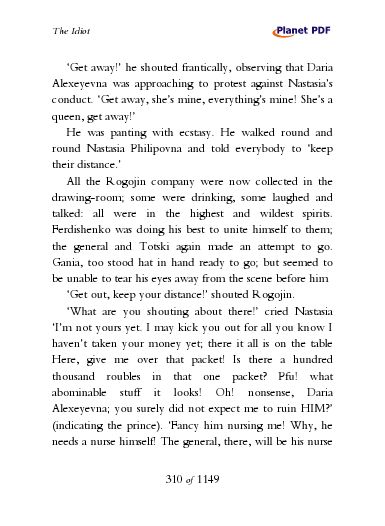 The Idiot
Planet PDF
‘Get away!’ he shouted frantically, observing that Daria
Alexeyevna was approaching to protest against Nastasia’s
conduct. ‘Get away, she’s mine, everything’s mine! She’s a
queen, get away!’
He was panting with ecstasy. He walked round and
round Nastasia Philipovna and told everybody to ‘keep
their distance.’
All the Rogojin company were now collected in the
drawing-room; some were drinking, some laughed and
talked: all were in the highest and wildest spirits.
Ferdishenko was doing his best to unite himself to them;
the general and Totski again made an attempt to go.
Gania, too stood hat in hand ready to go; but seemed to
be unable to tear his eyes away from the scene before him
‘Get out, keep your distance!’ shouted Rogojin.
‘What are you shouting about there!’ cried Nastasia
‘I’m not yours yet. I may kick you out for all you know I
haven’t taken your money yet; there it all is on the table
Here, give me over that packet! Is there a hundred
thousand roubles in that one packet? Pfu! what
abominable stuff it looks! Oh! nonsense, Daria
Alexeyevna; you surely did not expect me to ruin HIM?’
(indicating the prince). ‘Fancy him nursing me! Why, he
needs a nurse himself! The general, there, will be his nurse
310 of 1149